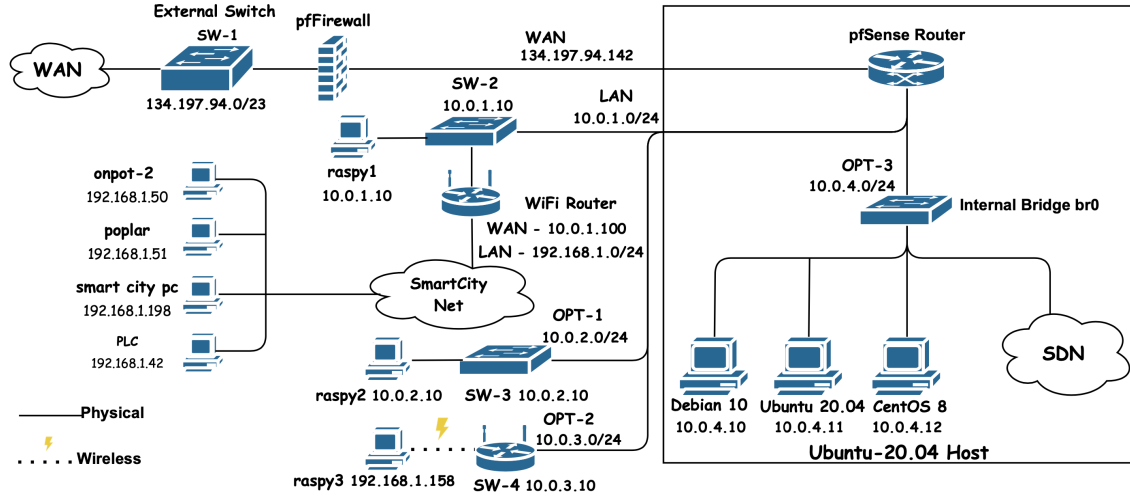 External Switch
SW-1
WAN
134.197.94.0/23
pfFirewall
WAN
134.197.94.142
pfSense Router
SW-2
10.0.1.10
LAN
10.0.1.0/24
raspy1
10.0.1.10
WiFi Router
WAN - 10.0.1.100
LAN - 192.168.1.0/24
onpot-2
192.168.1.50
poplar
192.168.1.51
smart city pc
192.168.1.198
PLC
192.168.1.42
SmartCity
Net
OPT-1
10.0.2.0/24
raspy2 10.0.2.10
SW-3 10.0.2.10
OPT-2
10.0.3.0/24
raspy3 192.168.1.158
SW-4 10.0.3.10
Physical
Wireless
OPT-3
10.0.4.0/24
Internal Bridge br0
Debian 10
10.0.4.10
Ubuntu 20.04
10.0.4.11
CentOS 8
10.0.4.12
SDN
Ubuntu-20.04 Host